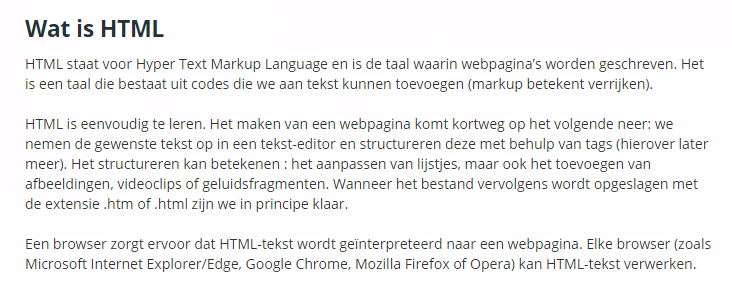 Wat is HTML
HTML staat voor Hyper Text Markup Language en is de taal waarin webpagina’s worden geschreven. Het
is een taal die bestaat uit codes die we aan tekst kunnen toevoegen (markup betekent verrijken).
HTML is eenvoudig te leren. Het maken van een webpagina komt kortweg op het volgende neer: we
nemen de gewenste tekst op in een tekst-editor en structureren deze met behulp van tags (hierover later
meer). Het structureren kan betekenen : het aanpassen van lijstjes, maar ook het toevoegen van
afbeeldingen, videoclips of geluidsfragmenten. Wanneer het bestand vervolgens wordt opgeslagen met
de extensie .htm of .html zijn we in principe klaar.
Een browser zorgt ervoor dat HTML-tekst wordt geïnterpreteerd naar een webpagina. Elke browser (zoals
Microsoft Internet Explorer/Edge, Google Chrome, Mozilla Firefox of Opera) kan HTML-tekst verwerken.